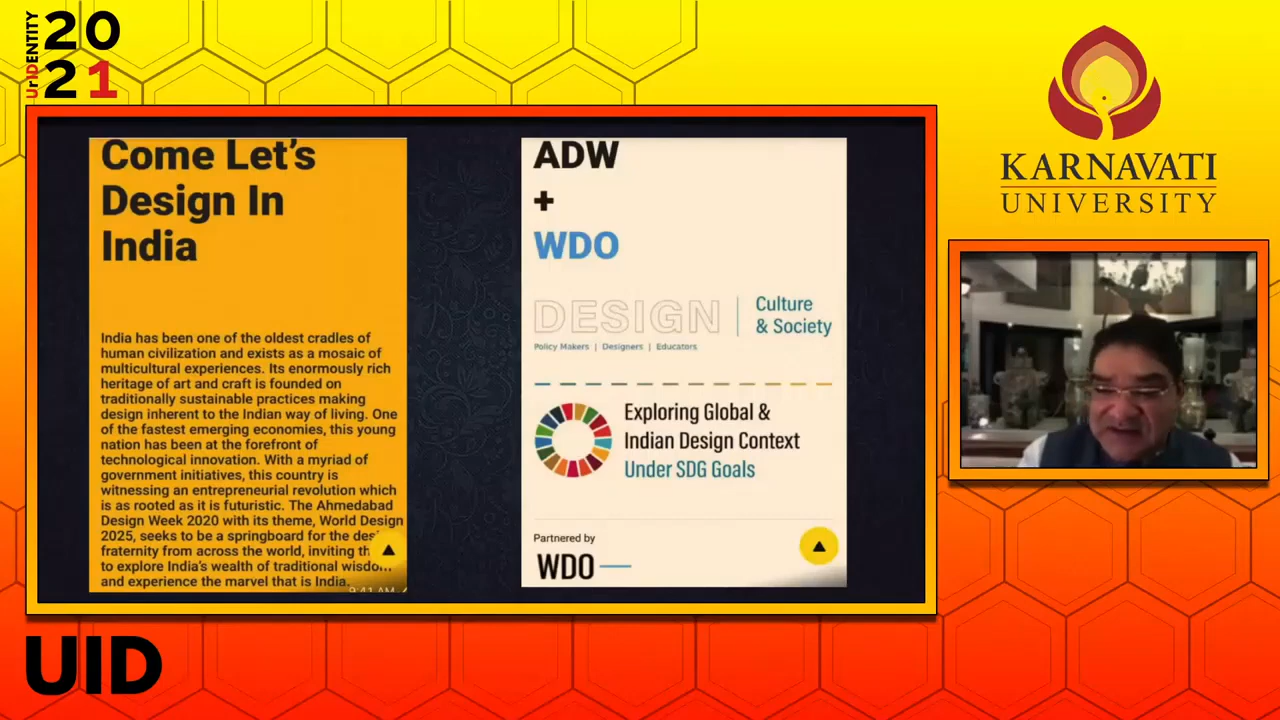 UrIDENTITY
20
21
Come Let's
Design In
India
India has been one of the oldest cradles of
human civilization and exists as a mosaic of
multicultural experiences. Its enormously rich
heritage of art and craft is founded on
traditionally sustainable practices making
design inherent to the Indian way of living. One
of the fastest emerging economies, this young
nation has been at the forefront of
technological innovation. With a myriad of
government initiatives, this country is
witnessing an entrepreneurial revolution which
is as rooted as it is futuristic. The Ahmedabad
Design Week 2020 with its theme, World Design
2025, seeks to be a springboard for the
fraternity from across the world, inviting
to explore India's wealth of traditional
and experience the marvel that is India.
9:41 AM
ADW
+
WDO
DESIGN
Culture
& Society
Policy Makers | Designers | Educators
Exploring Global &
Indian Design Context
Under SDG Goals
Partnered by
WDO
KARNAVATI
UNIVERSITY
UID